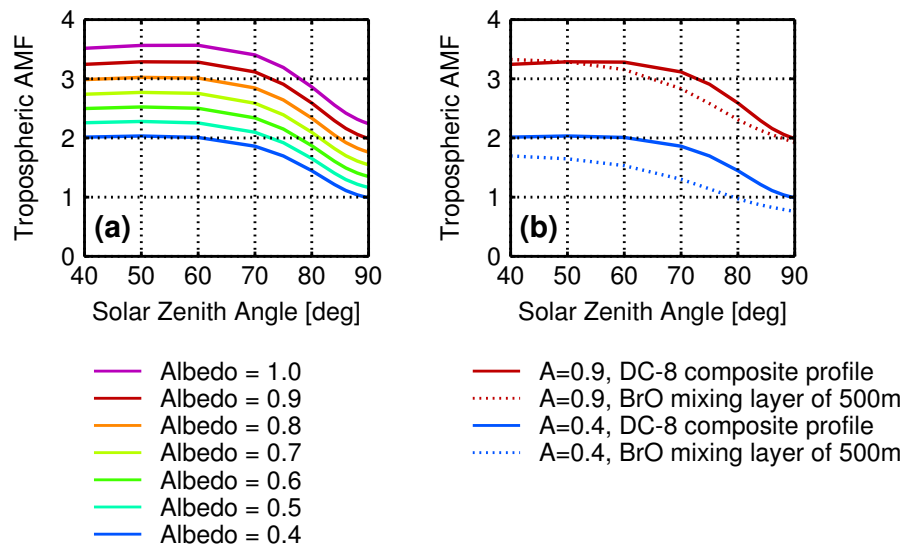 Tropospheric AMF
4
3
2
1
0
(a)
40 50 60 70 80 90
Solar Zenith Angle [deg]
Tropospheric AMF
4
3
2
1
0
(b)
40 50 60 70 80 90
Solar Zenith Angle [deg]
Albedo = 1.0
Albedo = 0.9
Albedo = 0.8
Albedo = 0.7
Albedo = 0.6
Albedo = 0.5
Albedo = 0.4
A=0.9, DC-8 composite profile
A=0.9, BrO mixing layer of 500m
A=0.4, DC-8 composite profile
A=0.4, BrO mixing layer of 500m